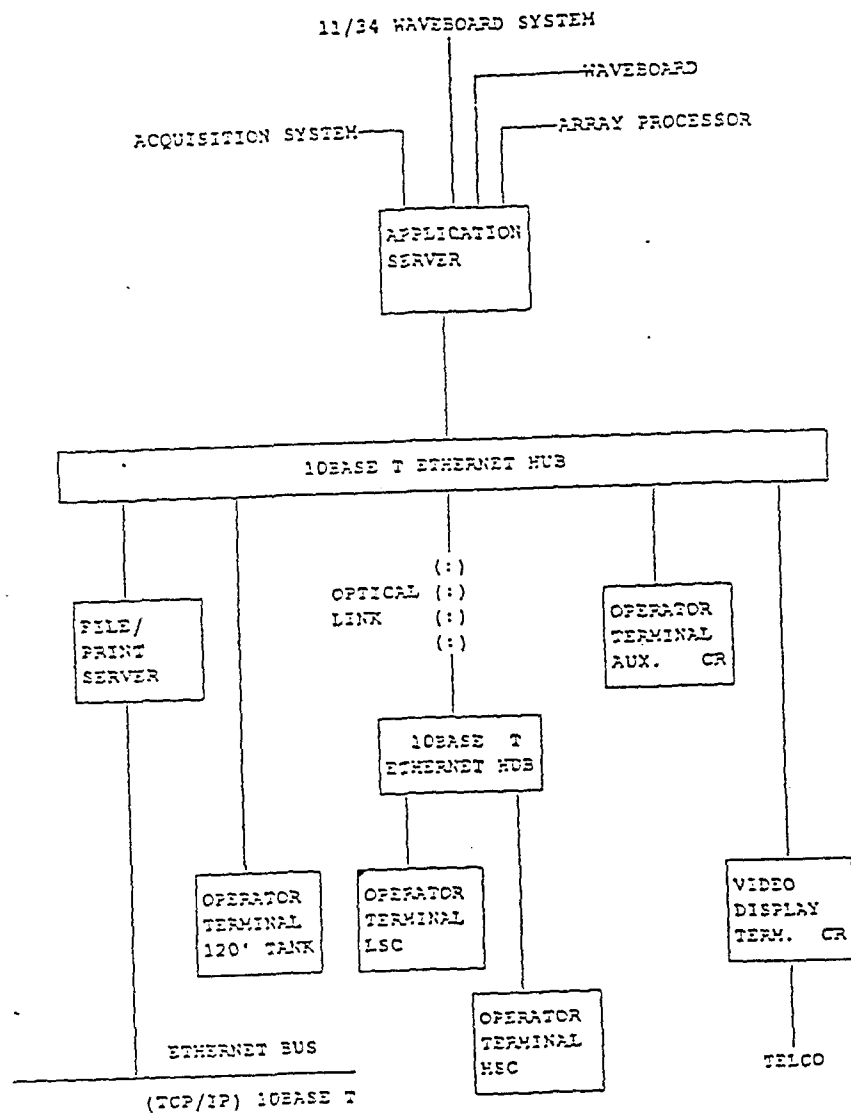 11/34 WAVEBOARD SYSTEM
WAVEBOARD
ACQUISITION SYSTEM
ARRAY PROCESSOR
APPLICATION
SERVER
10BASE T ETHERNET HUB
FILE/
PRINT
SERVER
OPTICAL
LINK
(:)
(:)
(:)
(:)
OPERATOR
TERMINAL
AUX. CR
10BASE T
ETHERNET HUB
OPERATOR
TERMINAL
120' TANK
OPERATOR
TERMINAL
LSC
VIDEO
DISPLAY
TERM. CR
OPERATOR
TERMINAL
HSC
TELCO
ETHERNET BUS
(TCP/IP) 10BASE T